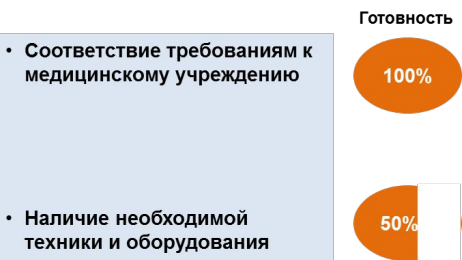 Готовность
• Соответствие требованиям к
медицинскому учреждению
100%
• Наличие необходимой
техники и оборудования
50%